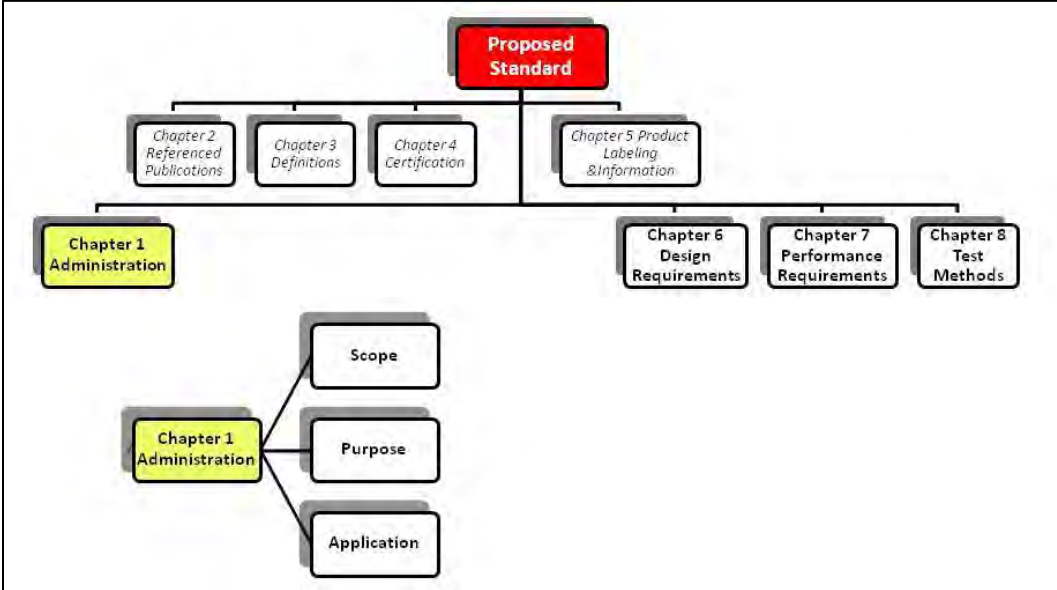 Proposed
Standard
Chapter 2
Referenced
Publications
Chapter 3
Definitions
Chapter 4
Certification
Chapter 5 Product
Labeling
&Information
Chapter 1
Administration
Chapter 6
Design
Requirements
Chapter 7
Performance
Requirements
Chapter 8
Test
Methods
Chapter 1
Administration
Scope
Purpose
Application